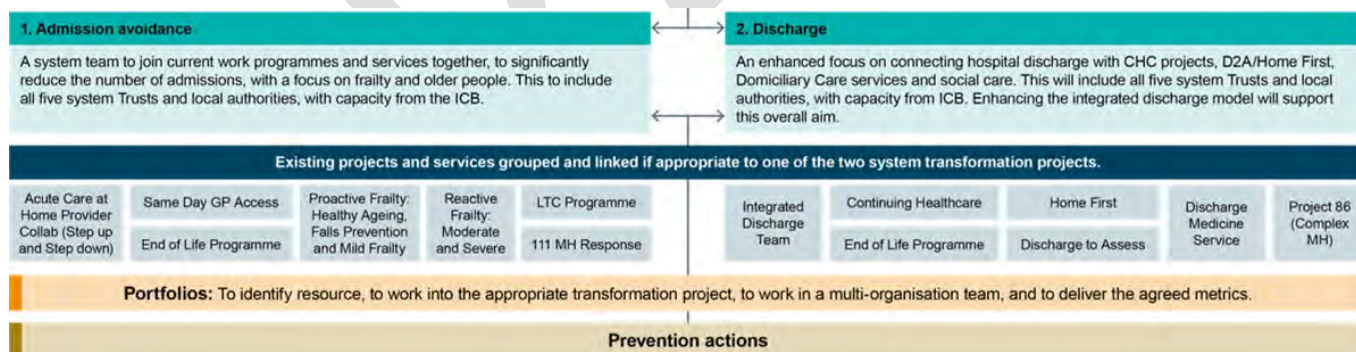 1. Admission avoidance
A system team to join current work programmes and services together, to significantly
reduce the number of admissions, with a focus on frailty and older people. This to include
all five system Trusts and local authorities, with capacity from the ICB.
2. Discharge
An enhanced focus on connecting hospital discharge with CHC projects, D2A/Home First,
Domiciliary Care services and social care. This will include all five system Trusts and local
authorities, with capacity from ICB. Enhancing the integrated discharge model will support
this overall aim.
Existing projects and services grouped and linked if appropriate to one of the two system transformation projects.
Acute Care at
Home Provider
Collab (Step up
and Step down)
Same Day GP Access
End of Life Programme
Proactive Frailty:
Healthy Ageing,
Falls Prevention
and Mild Frailty
Reactive
Frailty:
Moderate
and Severe
LTC Programme
111 MH Response
Integrated
Discharge
Team
Continuing Healthcare
End of Life Programme
Home First
Discharge to Assess
Discharge
Medicine
Service
Project 86
(Complex
MH)
Portfolios: To identify resource, to work into the appropriate transformation project, to work in a multi-organisation team, and to deliver the agreed metrics.
Prevention actions